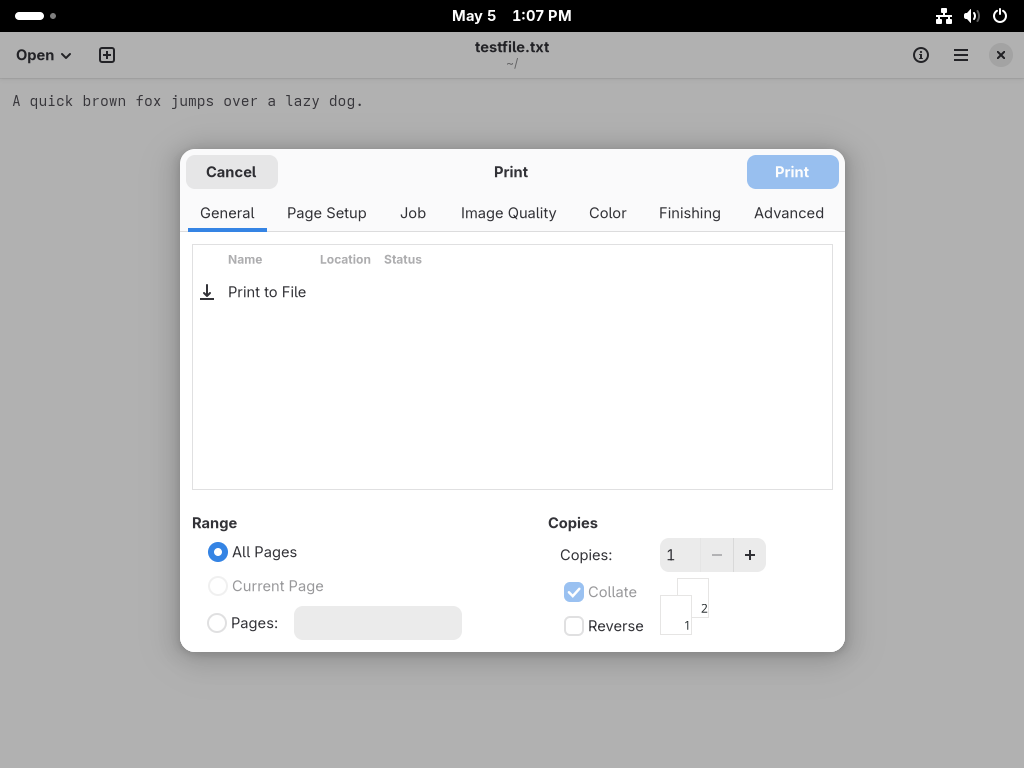 May 5 1:07 PM
Open
testfile.txt
~/
A quick brown fox jumps over a lazy dog.
Cancel
Print
Print
General Page Setup Job Image Quality Color Finishing Advanced
Name Location Status
Print to File
Range
Copies
All Pages
Copies: 1
Current Page
Collate
Pages:
Reverse
2
1